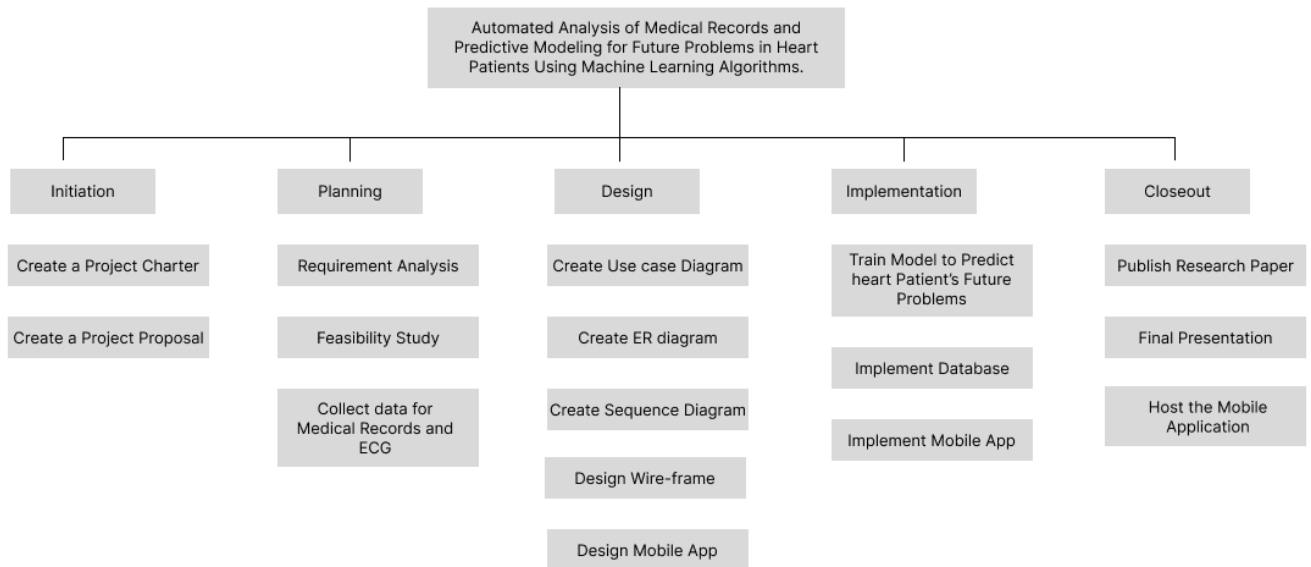 Automated Analysis of Medical Records and
Predictive Modeling for Future Problems in Heart
Patients Using Machine Learning Algorithms.
Initiation
Planning
Design
Implementation
Closeout
Create a Project Charter
Create a Project Proposal
Requirement Analysis
Feasibility Study
Collect data for
Medical Records and
ECG
Create Use case Diagram
Create ER diagram
Create Sequence Diagram
Design Wire-frame
Design Mobile App
Train Model to Predict
heart Patient's Future
Problems
Implement Database
Implement Mobile App
Publish Research Paper
Final Presentation
Host the Mobile
Application